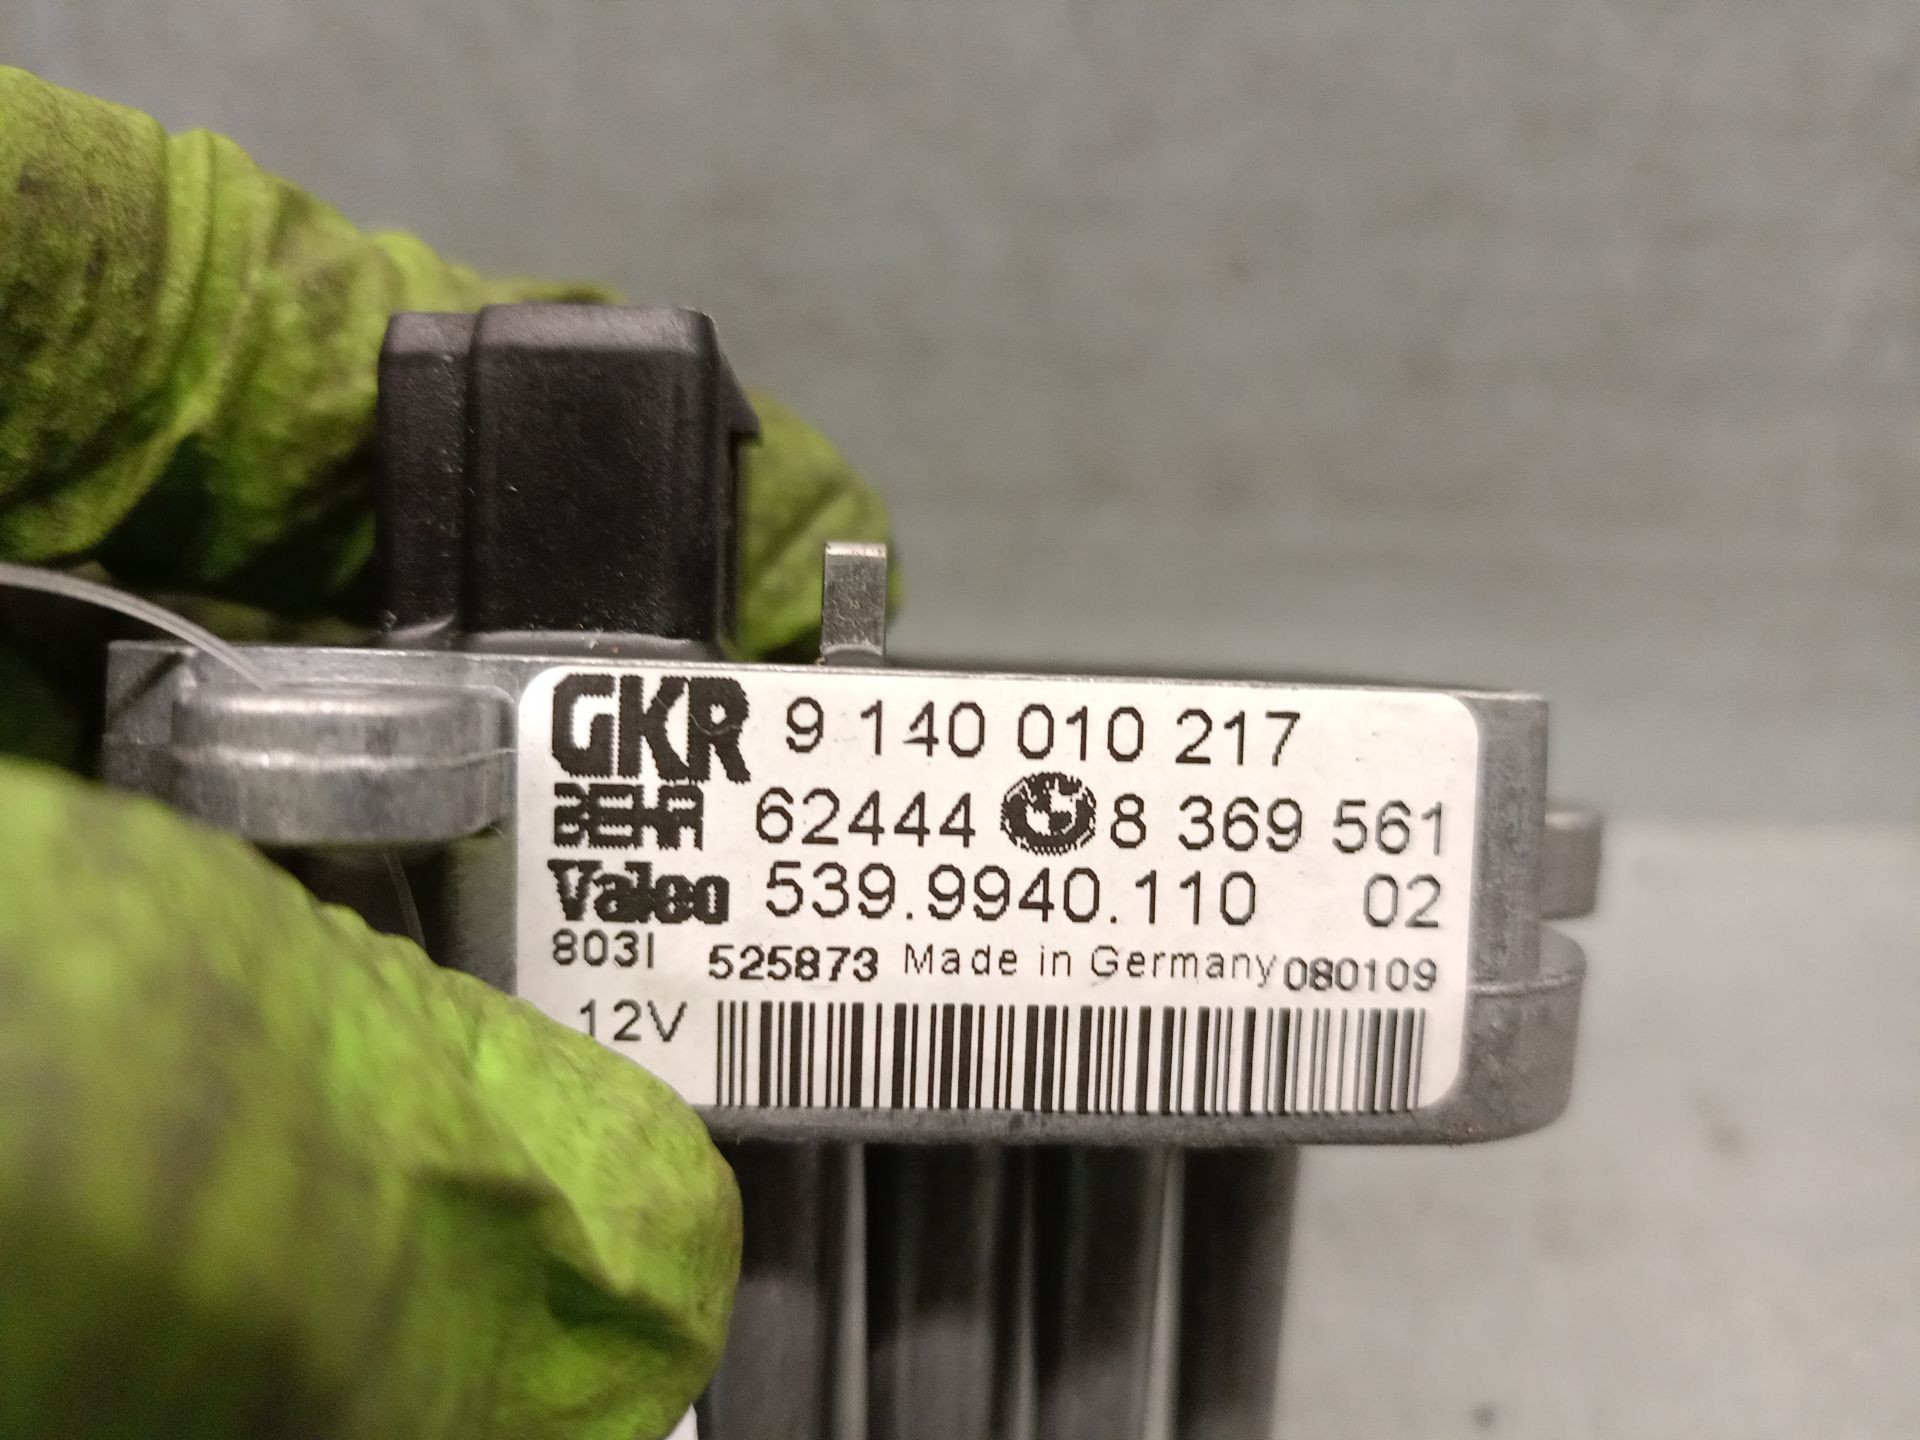 GKR 9 140 010 217
BEHR 62444 8 369 561
Valeo 539.9940.110 02
803I 525873 Made in Germany 080109
12V